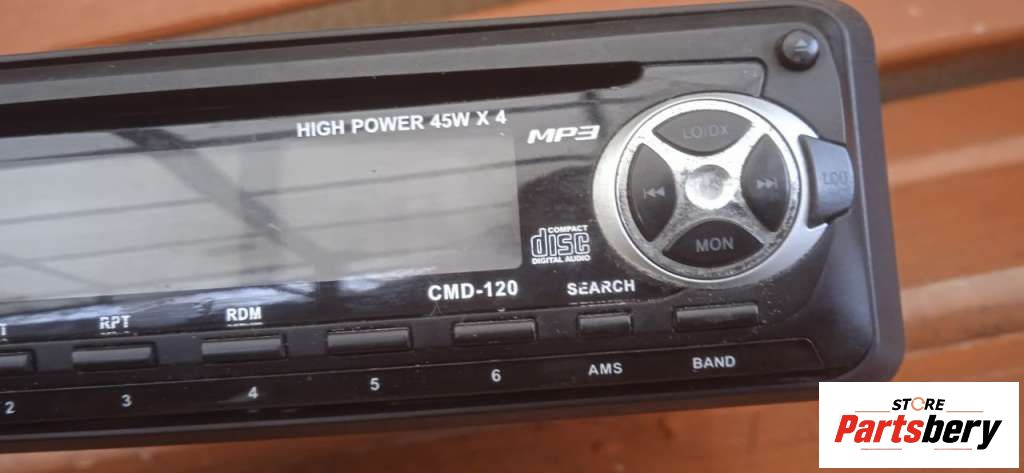 HIGH POWER 45W X 4
MP3
LO/DX
LOU
MON
COMPACT
disc
DIGITAL AUDIO
CMD-120
SEARCH
RDM
RPT
2
3
4
5
6
AMS
BAND
STORE
Partsbery